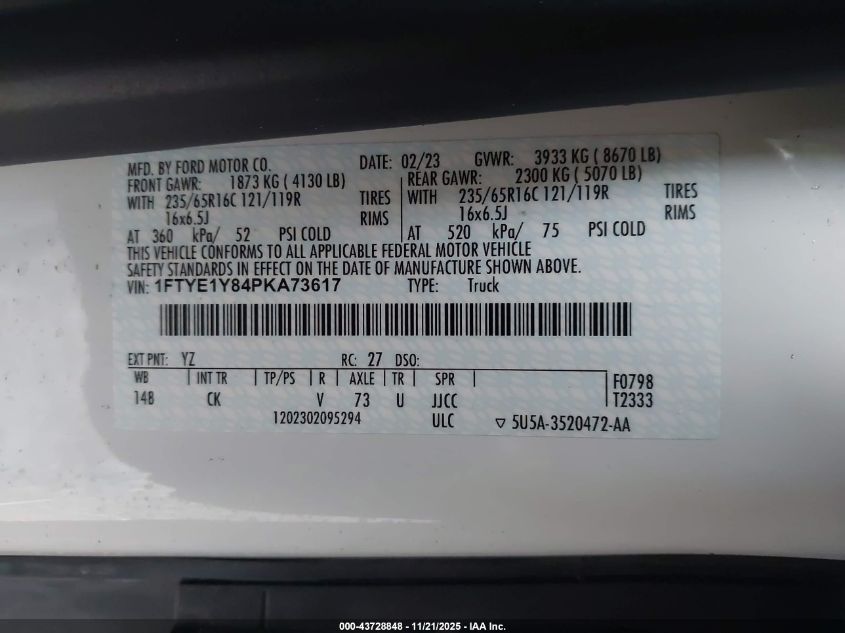 MFD. BY FORD MOTOR CO. DATE: 02/23 GVWR: 3933 KG ( 8670 LB)
FRONT GAWR: 1873 KG ( 4130 LB) REAR GAWR: 2300 KG ( 5070 LB)
WITH 235/65R16C 121/119R TIRES WITH 235/65R16C 121/119R TIRES
16x6.5J RIMS 16x6.5J RIMS
AT 360 kPa/ 52 PSI COLD AT 520 kPa/ 75 PSI COLD
THIS VEHICLE CONFORMS TO ALL APPLICABLE FEDERAL MOTOR VEHICLE
SAFETY STANDARDS IN EFFECT ON THE DATE OF MANUFACTURE SHOWN ABOVE.
VIN: 1FTYE1Y84PKA73617 TYPE: Truck
EXT PNT: YZ RC: 27 DSO:
WB INT TR TP/PS R AXLE TR SPR F0798
148 CK V 73 U JJCC T2333
1202302095294 ULC ▽ 5U5A-3520472-AA
000-43728848 - 11/21/2025 - IAA Inc.